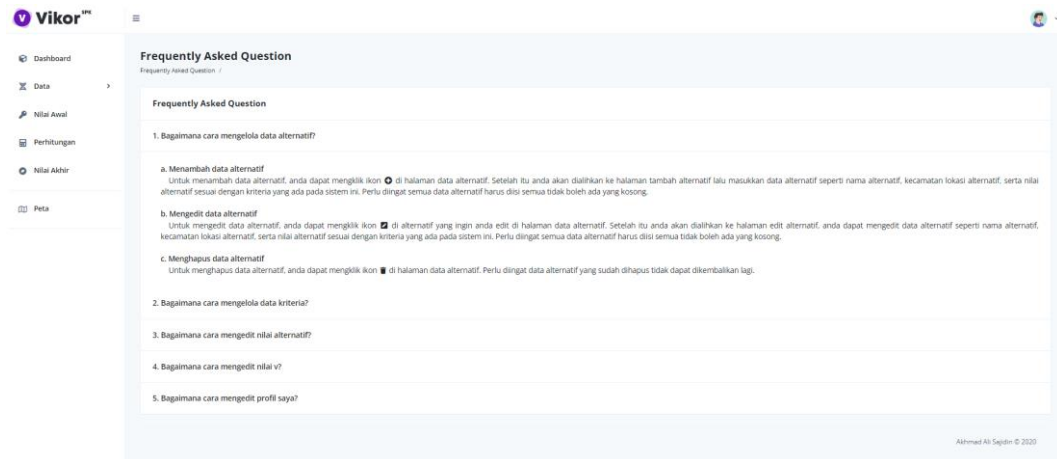 Vikor SPK
Dashboard
Data
Nilai Awal
Perhitungan
Nilai Akhir
Peta
Frequently Asked Question
Frequently Asked Question /
Frequently Asked Question
1. Bagaimana cara mengelola data alternatif?
a. Menambah data alternatif
Untuk menambah data alternatif, anda dapat mengklik ikon di halaman data alternatif. Setelah itu anda akan dialihkan ke halaman tambah alternatif lalu masukkan data alternatif seperti nama alternatif, kecamatan lokasi alternatif, serta nilai
alternatif sesuai dengan kriteria yang ada pada sistem ini. Perlu diingat semua data alternatif harus diisi semua tidak boleh ada yang kosong.
b. Mengedit data alternatif
Untuk mengedit data alternatif, anda dapat mengklik ikon di alternatif yang ingin anda edit di halaman data alternatif. Setelah itu anda akan dialihkan ke halaman edit alternatif, anda dapat mengedit data alternatif seperti nama alternatif,
kecamatan lokasi alternatif, serta nilai alternatif sesuai dengan kriteria yang ada pada sistem ini. Perlu diingat semua data alternatif harus diisi semua tidak boleh ada yang kosong.
c. Menghapus data alternatif
Untuk menghapus data alternatif, anda dapat mengklik ikon di halaman data alternatif. Perlu diingat data alternatif yang sudah dihapus tidak dapat dikembalikan lagi.
2. Bagaimana cara mengelola data kriteria?
3. Bagaimana cara mengedit nilai alternatif?
4. Bagaimana cara mengedit nilai v?
5. Bagaimana cara mengedit profil saya?
Akhmad Ali Sajidin © 2020